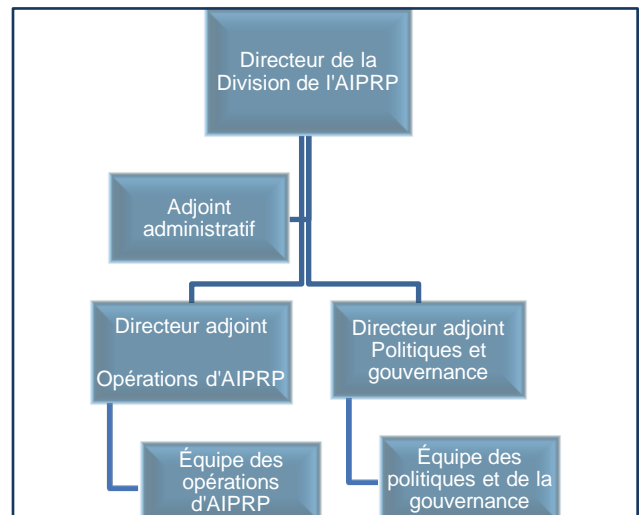 Directeur de la
Division de l'AIPRP
Adjoint
administratif
Directeur adjoint
Opérations d'AIPRP
Directeur adjoint
Politiques et
gouvernance
Équipe des
opérations
d'AIPRP
Équipe des
politiques et de la
gouvernance